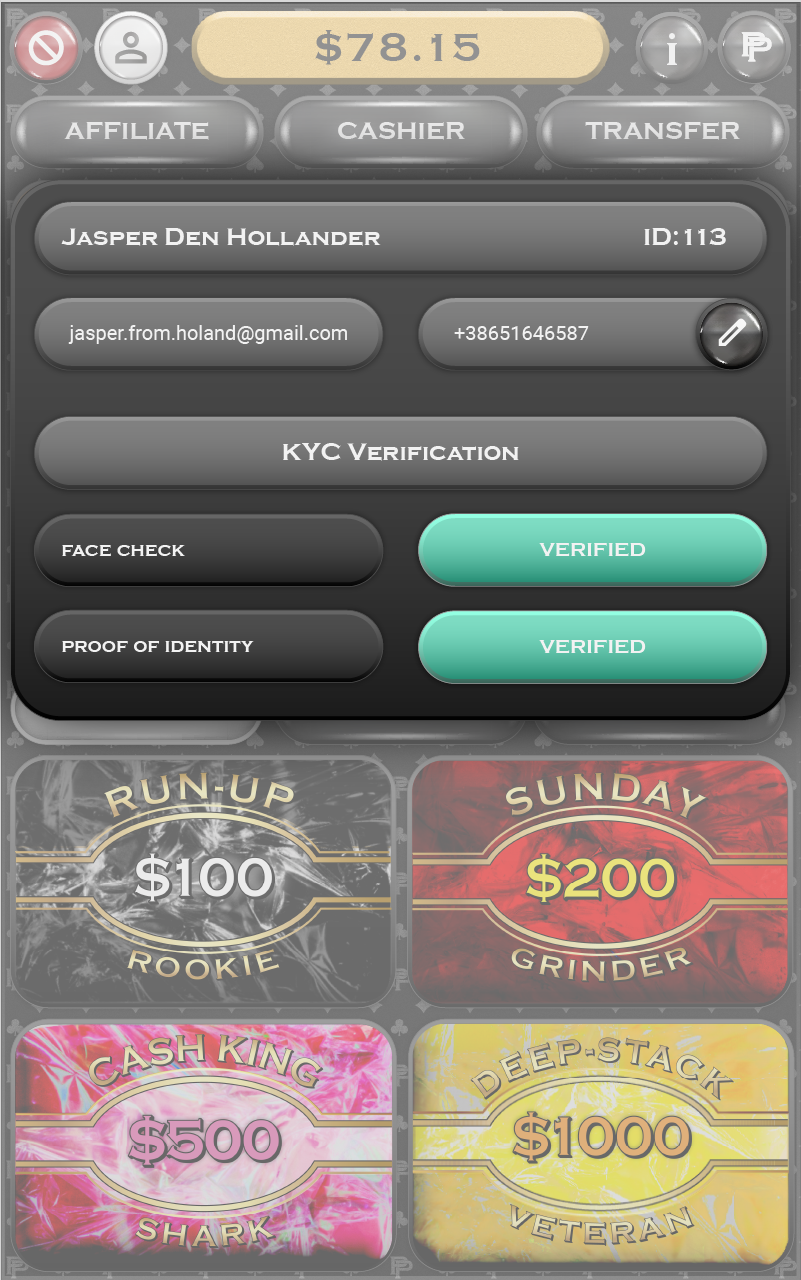 $78.15
i
AFFILIATE CASHIER TRANSFER
JASPER DEN HOLLANDER ID:113
jasper.from.holand@gmail.com +38651646587
KYC VERIFICATION
FACE CHECK VERIFIED
PROOF OF IDENTITY VERIFIED
RUN-UP
$100
ROOKIE
SUNDAY
$200
GRINDER
CASH KING
$500
SHARK
DEEP-STACK
$1000
VETERAN